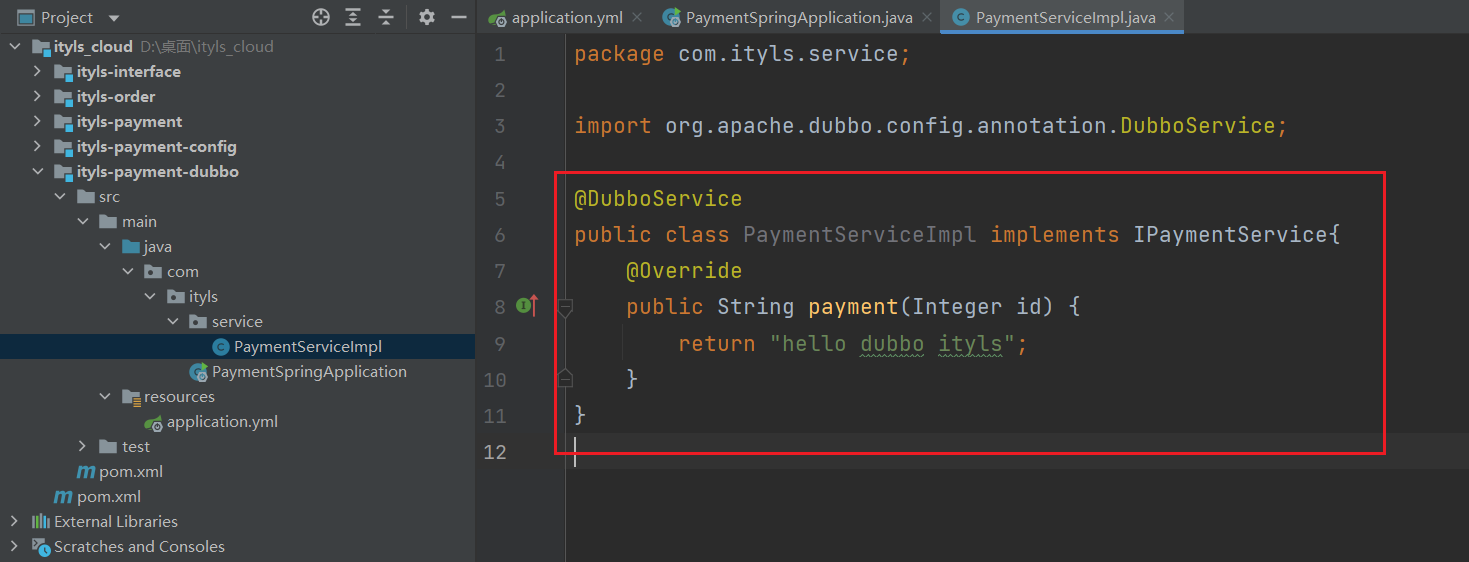 Project
ityls_cloud D:\桌面\ityls_cloud
ityls-interface
ityls-order
ityls-payment
ityls-payment-config
ityls-payment-dubbo
src
main
java
com
ityls
service
PaymentServiceImpl
PaymentSpringApplication
resources
application.yml
test
pom.xml
pom.xml
External Libraries
Scratches and Consoles
application.yml PaymentSpringApplication.java PaymentServiceImpl.java
1 package com.ityls.service;
2
3 import org.apache.dubbo.config.annotation.DubboService;
4
5 @DubboService
6 public class PaymentServiceImpl implements IPaymentService{
7 @Override
8 public String payment(Integer id) {
9 return "hello dubbo ityls";
10 }
11 }
12